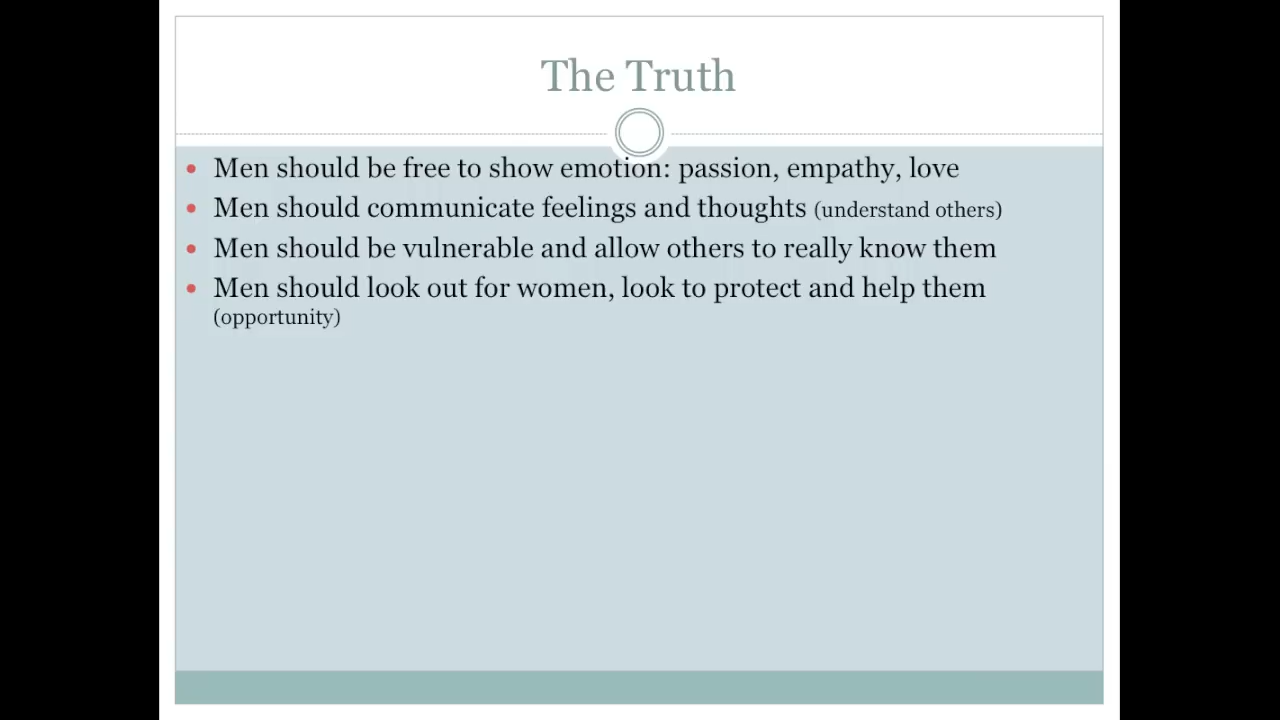 The Truth
Men should be free to show emotion: passion, empathy, love
Men should communicate feelings and thoughts (understand others)
Men should be vulnerable and allow others to really know them
Men should look out for women, look to protect and help them
(opportunity)